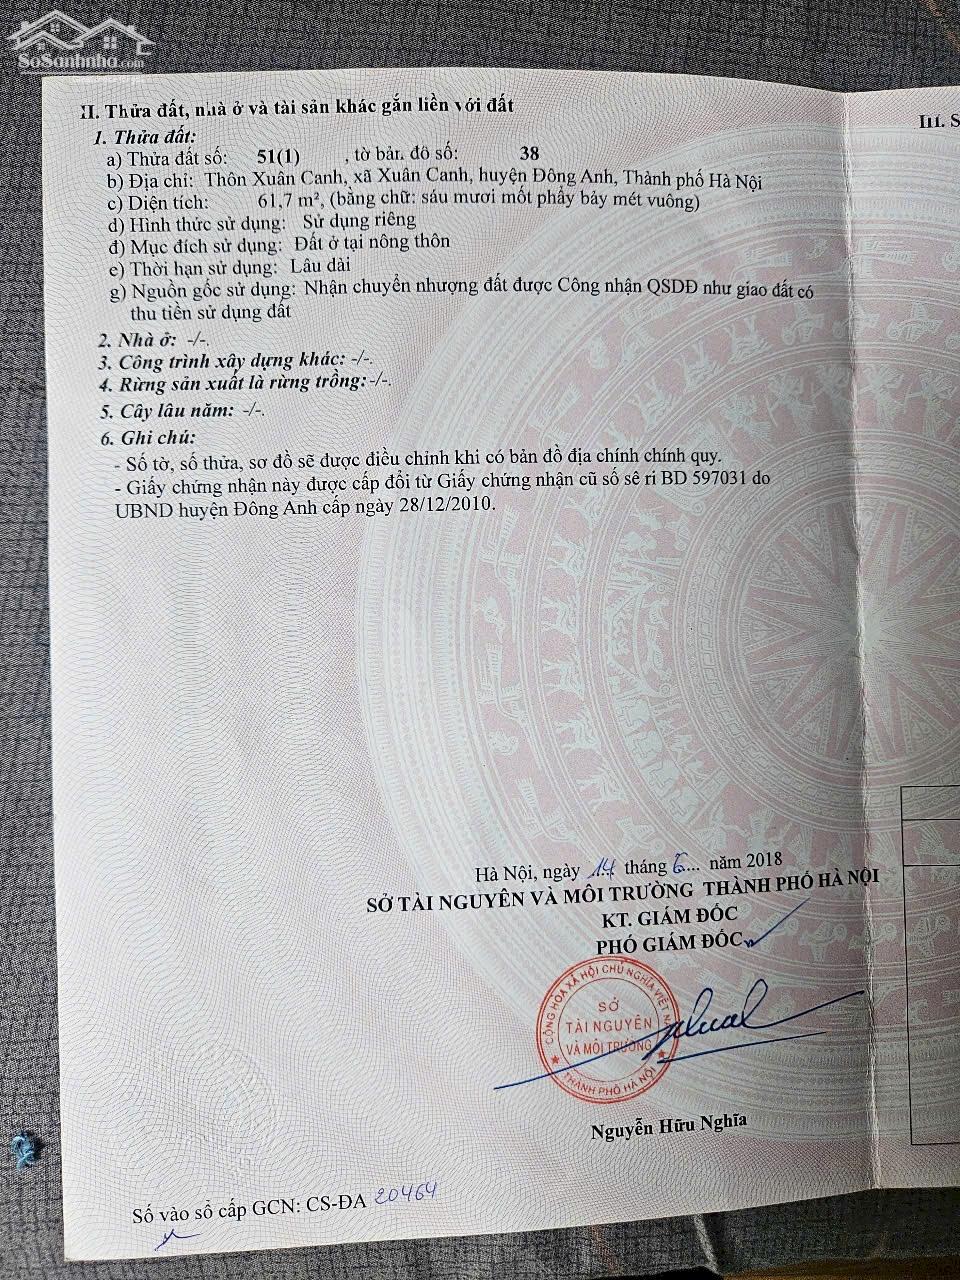 SoSanhnha.com
II. Thửa đất, nhà ở và tài sản khác gắn liền với đất
III. S
1. Thửa đất:
a) Thửa đất số: 51(1) , tờ bản đồ số: 38
b) Địa chỉ: Thôn Xuân Canh, xã Xuân Canh, huyện Đông Anh, Thành phố Hà Nội
c) Diện tích: 61,7 m², (bằng chữ: sáu mươi mốt phẩy bảy mét vuông)
d) Hình thức sử dụng: Sử dụng riêng
đ) Mục đích sử dụng: Đất ở tại nông thôn
e) Thời hạn sử dụng: Lâu dài
g) Nguồn gốc sử dụng: Nhận chuyển nhượng đất được Công nhận QSDĐ như giao đất có
thu tiền sử dụng đất
2. Nhà ở: -/-.
3. Công trình xây dựng khác: -/-.
4. Rừng sản xuất là rừng trồng: -/-.
5. Cây lâu năm: -/-.
6. Ghi chú:
- Số tờ, số thửa, sơ đồ sẽ được điều chỉnh khi có bản đồ địa chính chính quy.
- Giấy chứng nhận này được cấp đổi từ Giấy chứng nhận cũ số sê ri BD 597031 do
UBND huyện Đông Anh cấp ngày 28/12/2010.
Hà Nội, ngày 14 tháng 6... năm 2018
SỞ TÀI NGUYÊN VÀ MÔI TRƯỜNG THÀNH PHỐ HÀ NỘI
KT. GIÁM ĐỐC
PHÓ GIÁM ĐỐC
CỘNG HÒA XÃ HỘI CHỦ NGHĨA VIỆT NAM
SỞ
TÀI NGUYÊN
VÀ MÔI TRƯỜNG
THÀNH PHỐ HÀ NỘI
Nguyễn Hữu Nghĩa
Số vào sổ cấp GCN: CS-ĐA 20464